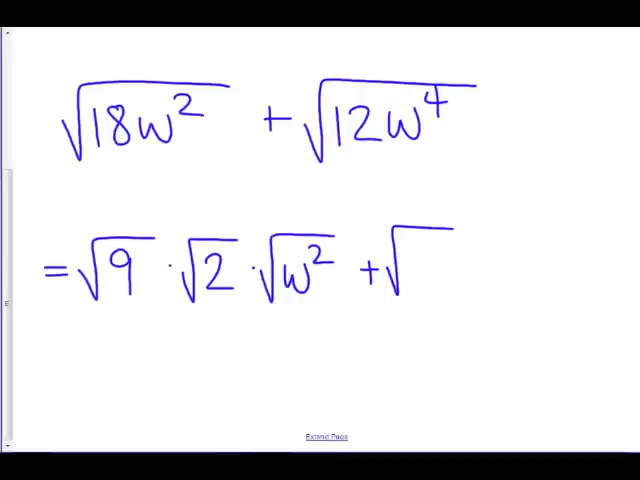 √18w² + √12w⁴
= √9 · √2 · √w² + √
Extend Page